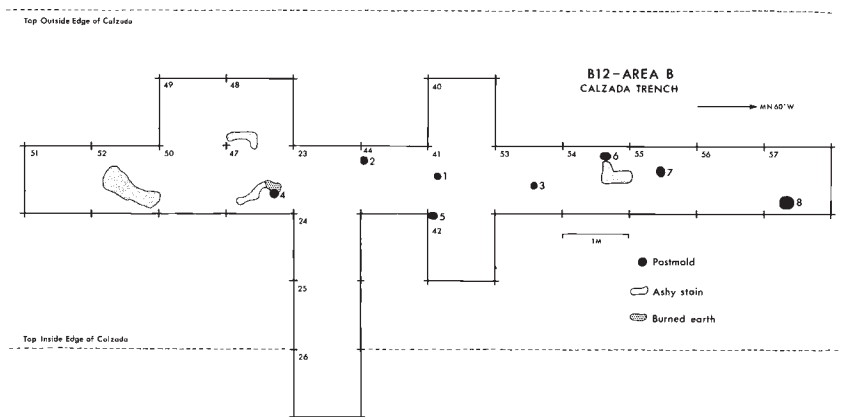 Top Outside Edge of Calzada
B12-AREA B
CALZADA TRENCH
MN 60°W
49 48 40
51 52 50 47 23 44 41 53 54 55 56 57
2 1 3 6 7
4 5 8
24 42
1M
Postmold
25
Ashy stain
Burned earth
Top Inside Edge of Calzada
26